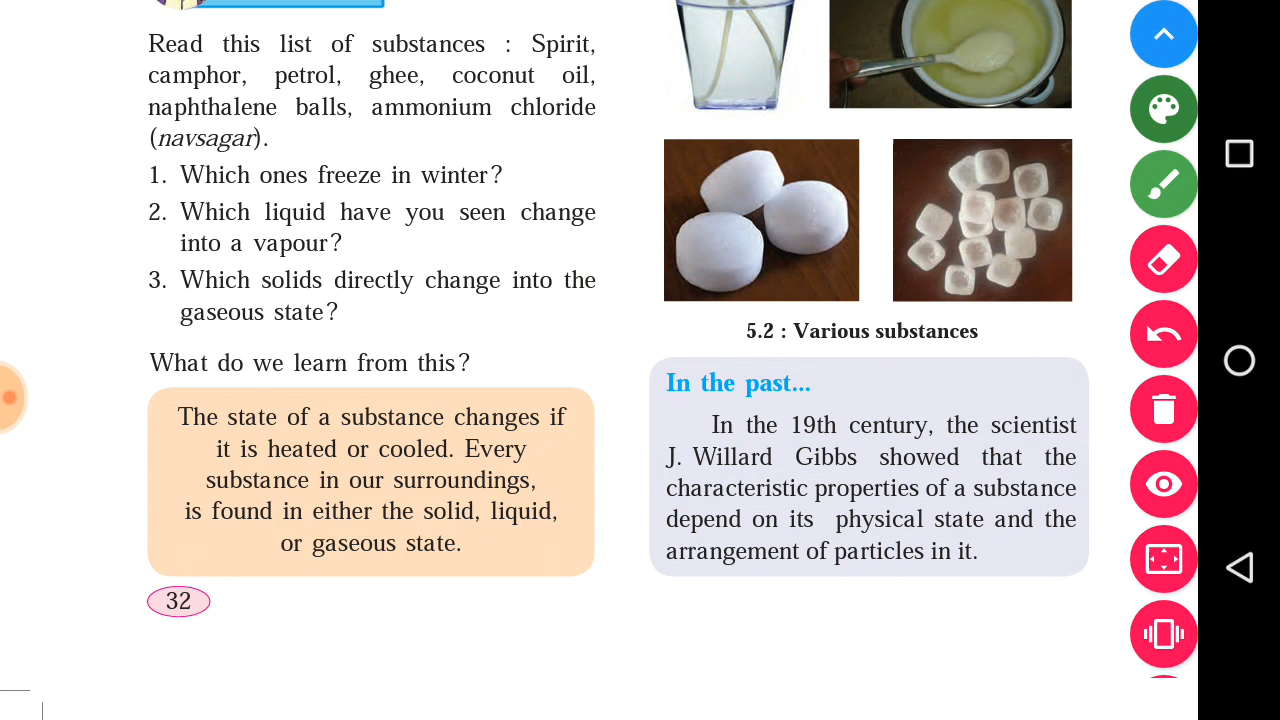 Read this list of substances : Spirit,
camphor, petrol, ghee, coconut oil,
naphthalene balls, ammonium chloride
(navsagar).
1. Which ones freeze in winter?
2. Which liquid have you seen change
into a vapour?
3. Which solids directly change into the
gaseous state?
What do we learn from this?
The state of a substance changes if
it is heated or cooled. Every
substance in our surroundings,
is found in either the solid, liquid,
or gaseous state.
32
5.2 : Various substances
In the past...
In the 19th century, the scientist
J. Willard Gibbs showed that the
characteristic properties of a substance
depend on its physical state and the
arrangement of particles in it.